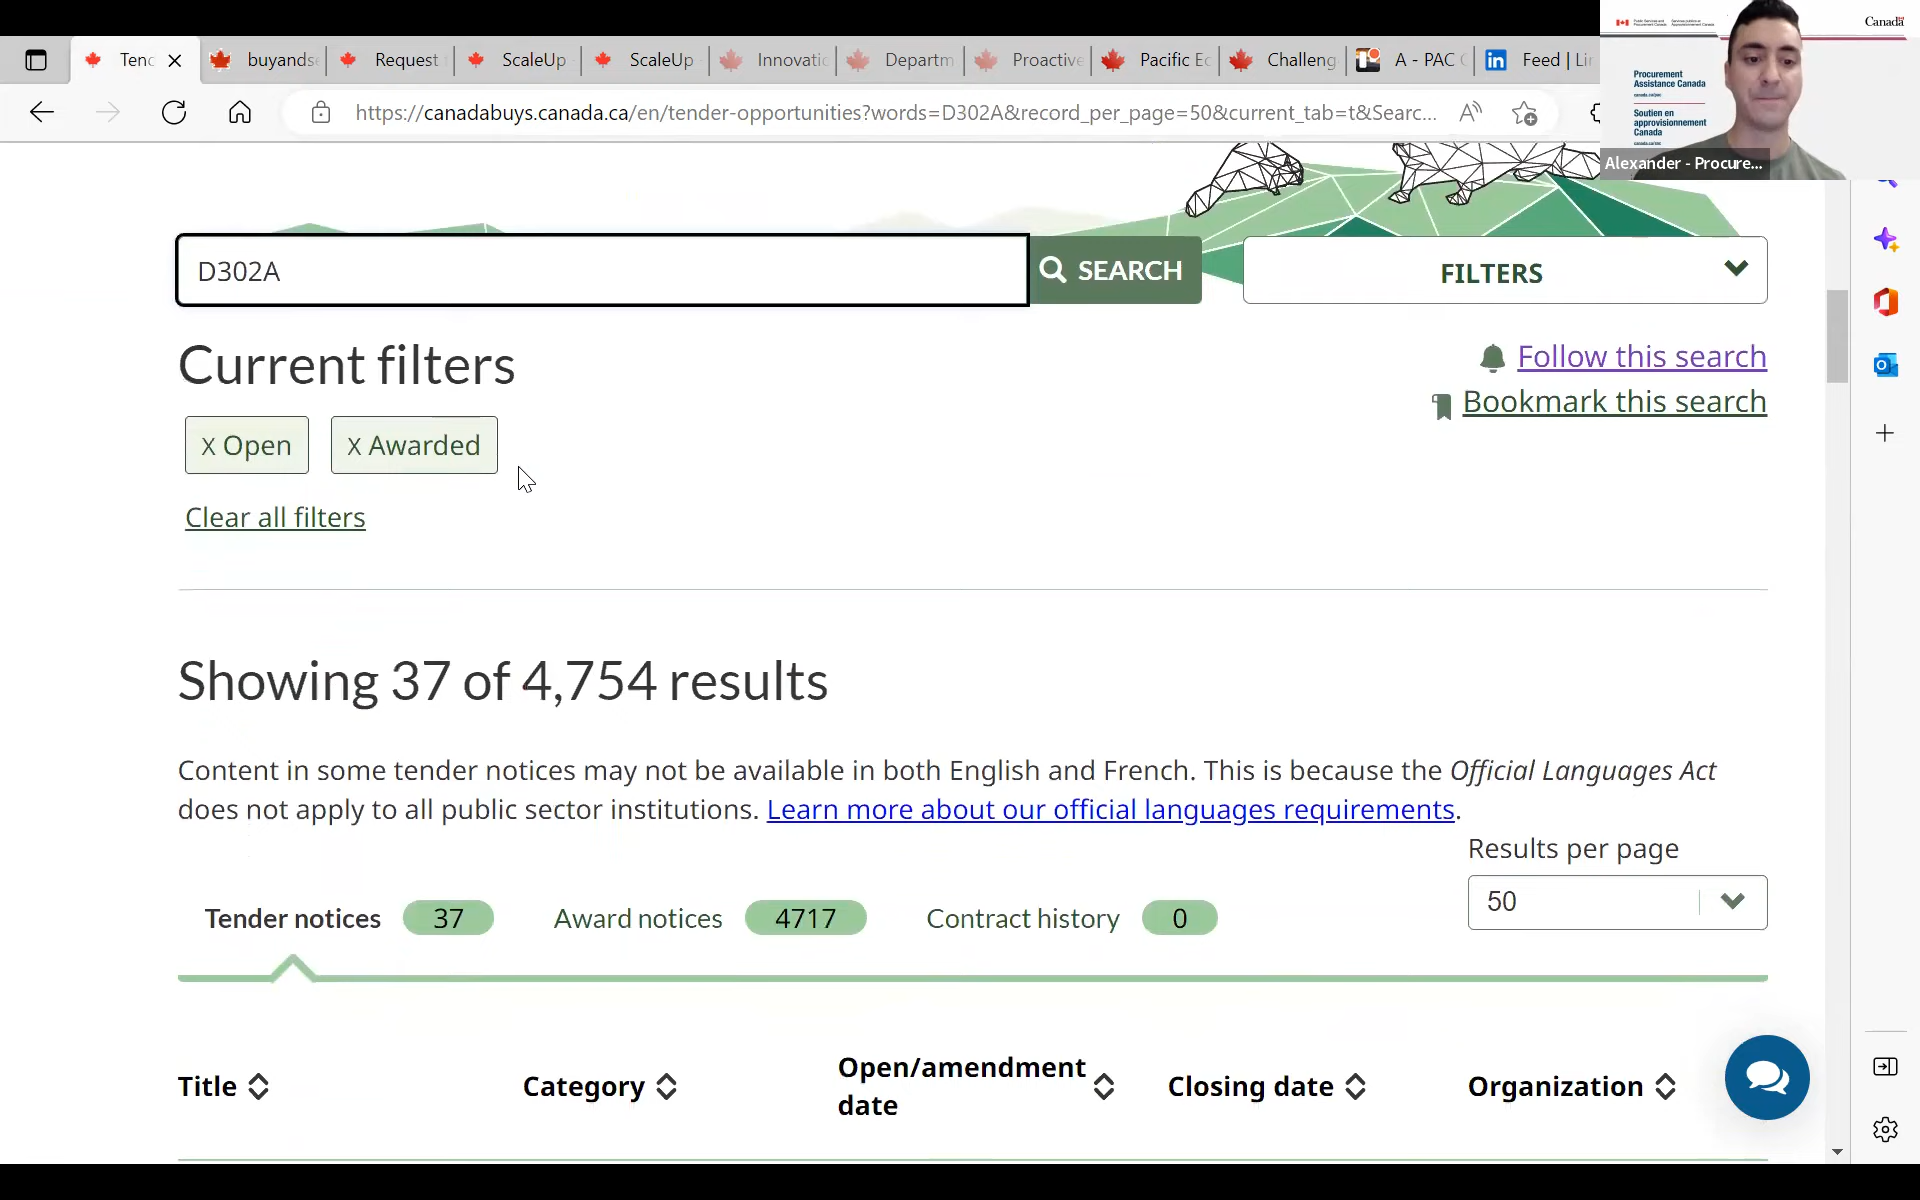 Tenc
buyands
Request
ScaleUp
ScaleUp
Innovatic
Departm
Proactive
Pacific Ec
Challeng
A - PAC C
Feed | Lin
https://canadabuys.canada.ca/en/tender-opportunities?words=D302A&record_per_page=50&current_tab=t&Searc...
Canada
Procurement
Assistance Canada
canada.ca/pac
Soutien en
approvisionnement
Canada
Alexander - Procure...
D302A
SEARCH
FILTERS
Current filters
Follow this search
Bookmark this search
X Open
X Awarded
Clear all filters
Showing 37 of 4,754 results
Content in some tender notices may not be available in both English and French. This is because the Official Languages Act
does not apply to all public sector institutions. Learn more about our official languages requirements.
Results per page
50
Tender notices 37
Award notices 4717
Contract history 0
Title
Category
Open/amendment
date
Closing date
Organization